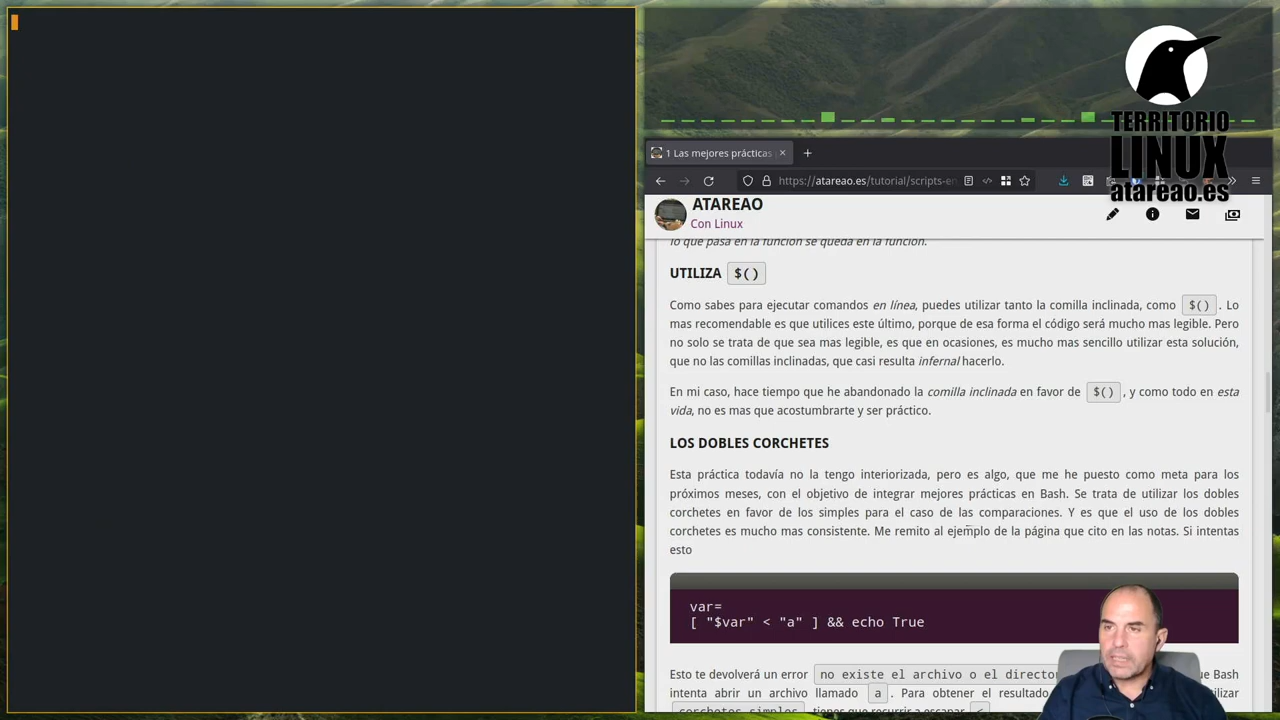 TERRITORIO
LINUX
atareao.es
1 Las mejores prácticas
https://atareao.es/tutorial/scripts-en
ATAREAO
Con Linux
lo que pasa en la función se queda en la función.
UTILIZA $()
Como sabes para ejecutar comandos en línea, puedes utilizar tanto la comilla inclinada, como $() . Lo
mas recomendable es que utilices este último, porque de esa forma el código será mucho mas legible. Pero
no solo se trata de que sea mas legible, es que en ocasiones, es mucho mas sencillo utilizar esta solución,
que no las comillas inclinadas, que casi resulta infernal hacerlo.
En mi caso, hace tiempo que he abandonado la comilla inclinada en favor de $() , y como todo en esta
vida, no es mas que acostumbrarte y ser práctico.
LOS DOBLES CORCHETES
Esta práctica todavía no la tengo interiorizada, pero es algo, que me he puesto como meta para los
próximos meses, con el objetivo de integrar mejores prácticas en Bash. Se trata de utilizar los dobles
corchetes en favor de los simples para el caso de las comparaciones. Y es que el uso de los dobles
corchetes es mucho mas consistente. Me remito al ejemplo de la página que cito en las notas. Si intentas
esto
var=
[ "$var" < "a" ] && echo True
Esto te devolverá un error no existe el archivo o el director ue Bash
intenta abrir un archivo llamado a . Para obtener el resultado ilizar
corchetes simples , tienes que recurrir a escapar <